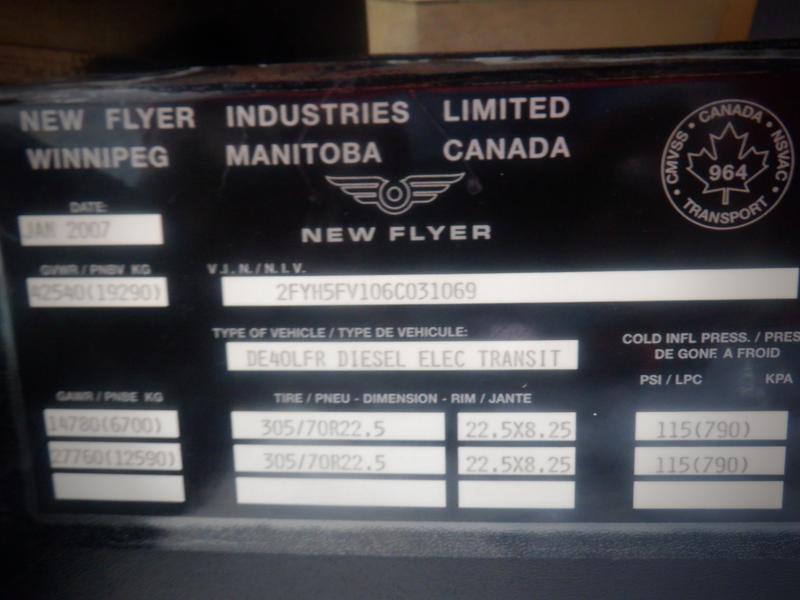 NEW FLYER INDUSTRIES LIMITED
WINNIPEG MANITOBA CANADA
CMVSS • CANADA • NSVAC • TRANSPORT •
964
NEW FLYER
DATE:
JAN 2007
GVWR / PNBV KG
42540(19290)
V.I.N. / N.I.V.
2FYH5FV106C031069
TYPE OF VEHICLE / TYPE DE VEHICULE:
DE40LFR DIESEL ELEC TRANSIT
COLD INFL PRESS. / PRES
DE GONF A FROID
PSI / LPC KPA
GAWR / PNBE KG
TIRE / PNEU - DIMENSION - RIM / JANTE
14780(6700) 305/70R22.5 22.5X8.25 115(790)
27760(12590) 305/70R22.5 22.5X8.25 115(790)